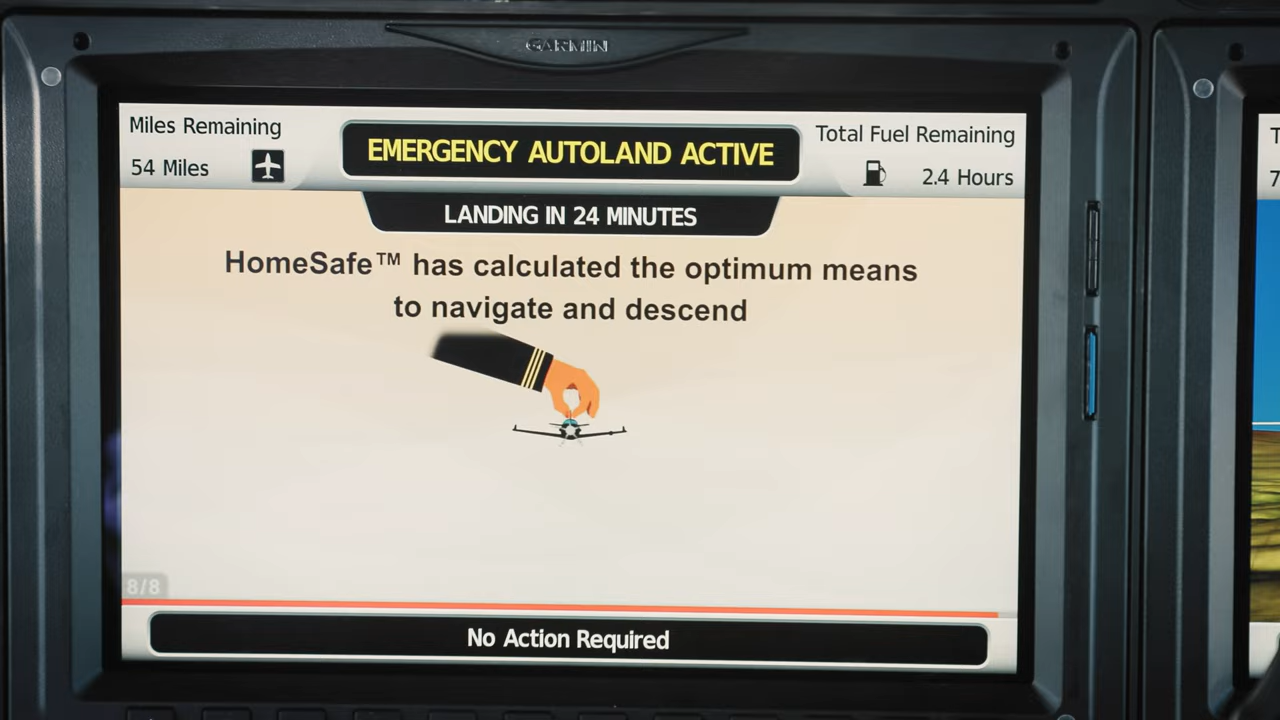 GARMIN
Miles Remaining
54 Miles
EMERGENCY AUTOLAND ACTIVE
Total Fuel Remaining
2.4 Hours
LANDING IN 24 MINUTES
HomeSafe™ has calculated the optimum means
to navigate and descend
8/8
No Action Required
T
7